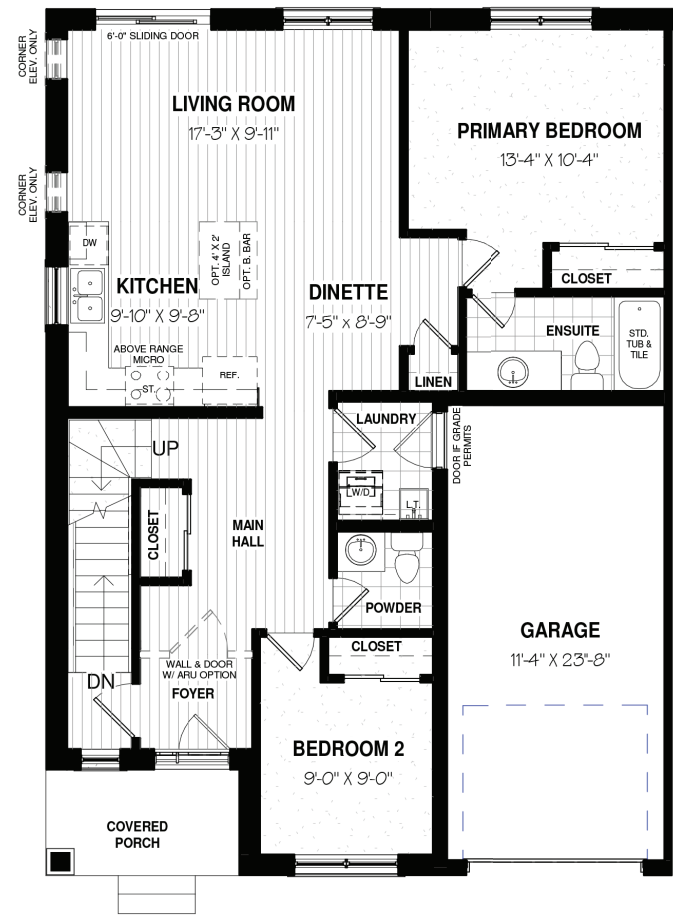 6'-0" SLIDING DOOR
CORNER
ELEV. ONLY
LIVING ROOM
17'-3" X 9'-11"
PRIMARY BEDROOM
13'-4" X 10'-4"
CORNER
ELEV. ONLY
DW
OPT. 4' X 2'
ISLAND
OPT. B. BAR
KITCHEN
9'-10" X 9'-8"
DINETTE
7'-5" x 8'-9"
CLOSET
ENSUITE
STD.
TUB &
TILE
ABOVE RANGE
MICRO
ST.
REF.
LINEN
LAUNDRY
DOOR IF GRADE
PERMITS
W/D
L.T.
UP
CLOSET
MAIN
HALL
POWDER
GARAGE
11'-4" X 23'-8"
CLOSET
WALL & DOOR
W/ ARU OPTION
DN
FOYER
BEDROOM 2
9'-0" X 9'-0"
COVERED
PORCH